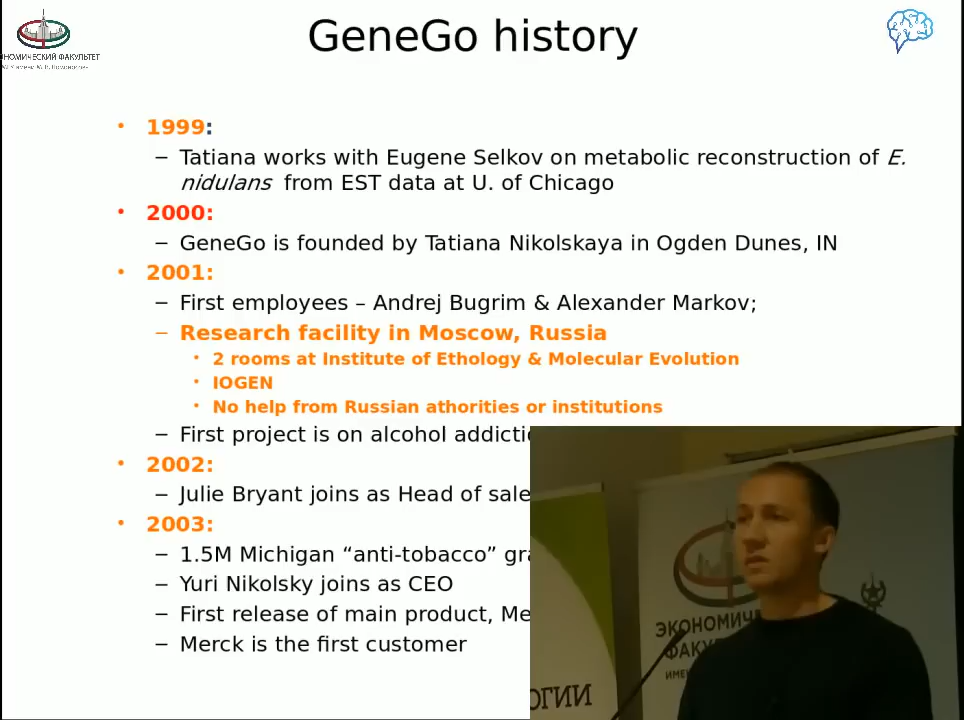 GeneGo history
НОМИЧЕСКИЙ ФАКУЛЬТЕТ
• 1999:
– Tatiana works with Eugene Selkov on metabolic reconstruction of E.
nidulans from EST data at U. of Chicago
• 2000:
– GeneGo is founded by Tatiana Nikolskaya in Ogden Dunes, IN
• 2001:
– First employees – Andrej Bugrim & Alexander Markov;
– Research facility in Moscow, Russia
• 2 rooms at Institute of Ethology & Molecular Evolution
• IOGEN
• No help from Russian athorities or institutions
– First project is on alcohol addicti
• 2002:
– Julie Bryant joins as Head of sale
• 2003:
– 1.5M Michigan “anti-tobacco” gra
– Yuri Nikolsky joins as CEO
– First release of main product, Me
– Merck is the first customer
ЭКОНОМИЧ
ФАКУ
ИМЕ
ОГИИ